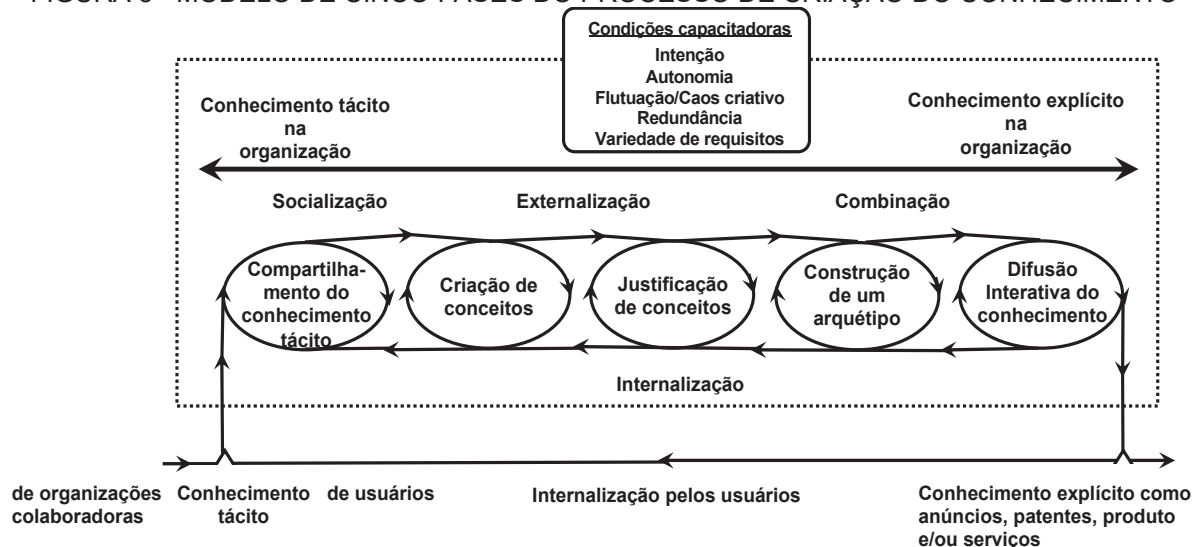 Condições capacitadoras
Intenção
Autonomia
Flutuação/Caos criativo
Redundância
Variedade de requisitos
Conhecimento tácito
na
organização
Conhecimento explícito
na
organização
Socialização
Externalização
Combinação
Compartilha-
mento do
conhecimento
tácito
Criação de
conceitos
Justificação
de conceitos
Construção
de um
arquétipo
Difusão
Interativa do
conhecimento
Internalização
de organizações
colaboradoras
Conhecimento
tácito
de usuários
Internalização pelos usuários
Conhecimento explícito como
anúncios, patentes, produto
e/ou serviços